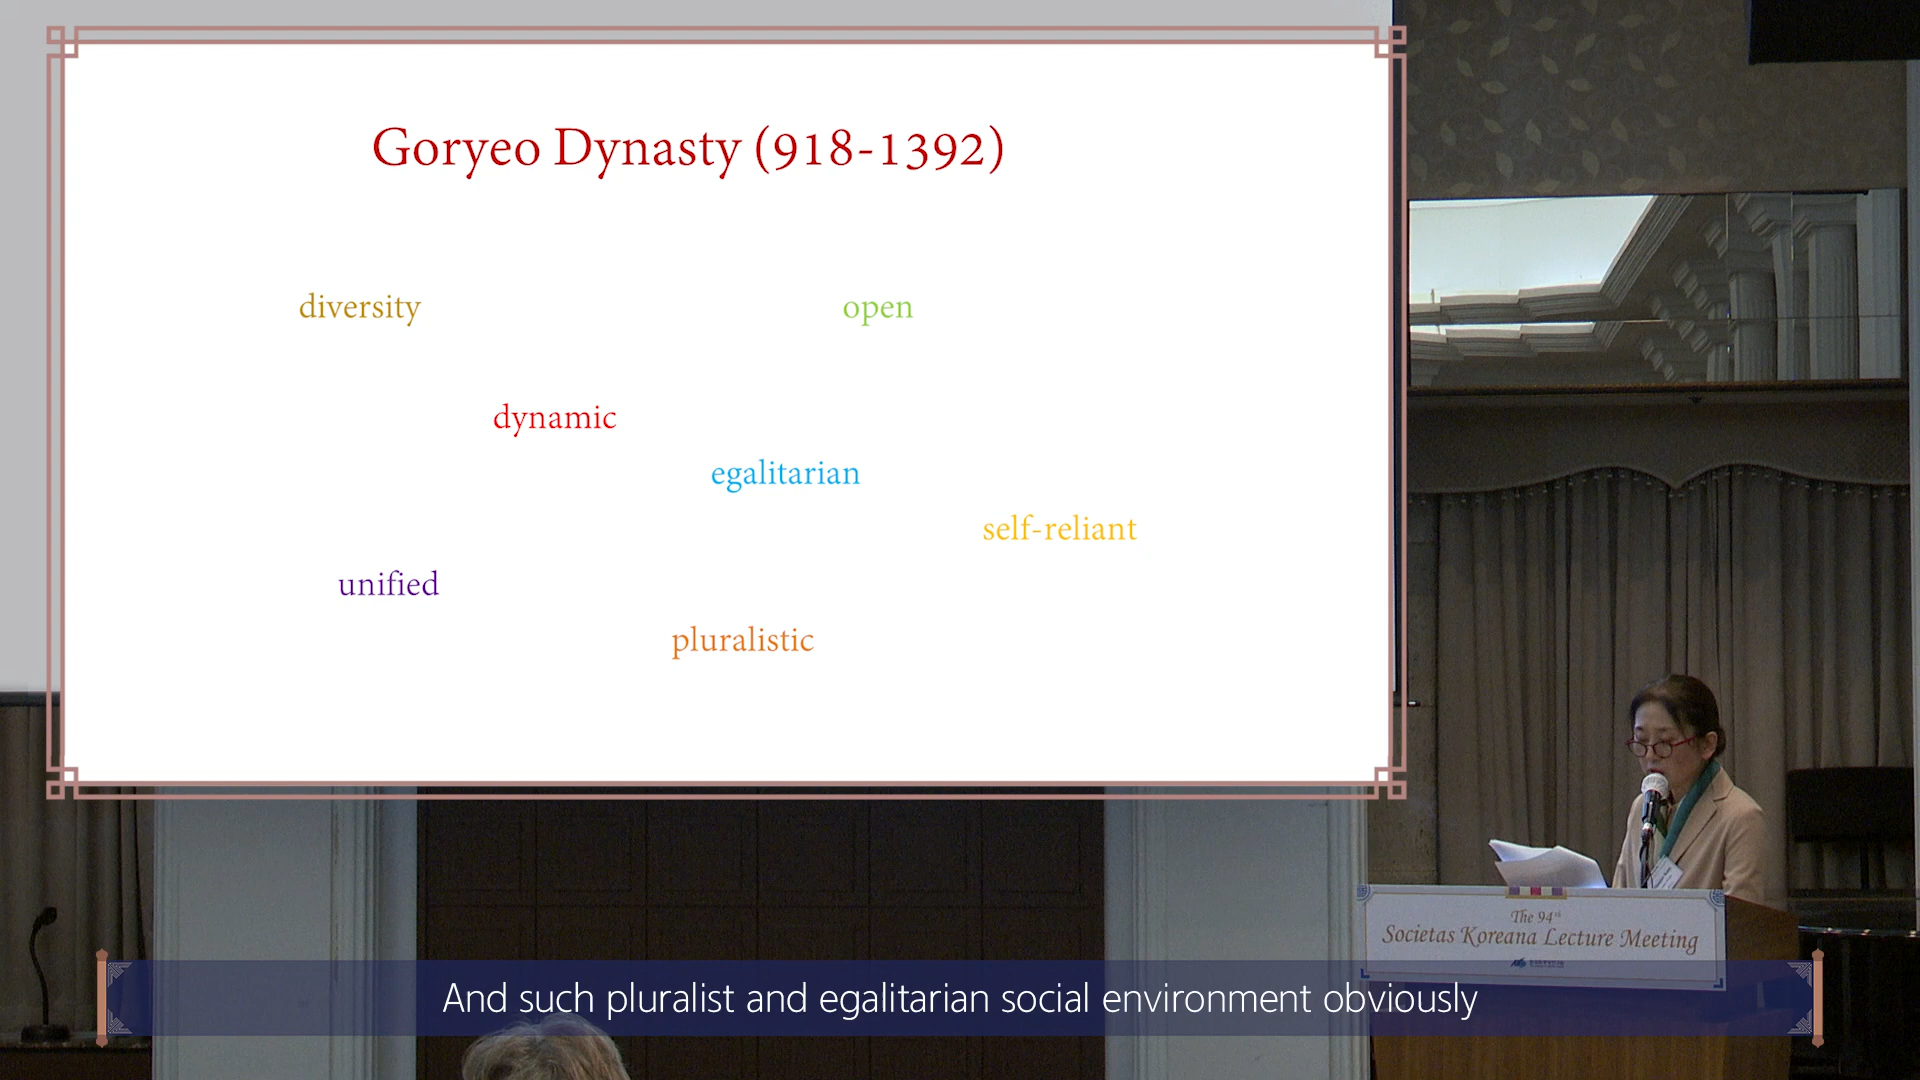 Goryeo Dynasty (918-1392)
diversity
open
dynamic
egalitarian
self-reliant
unified
pluralistic
The 94th
Societas Koreana Lecture Meeting
And such pluralist and egalitarian social environment obviously